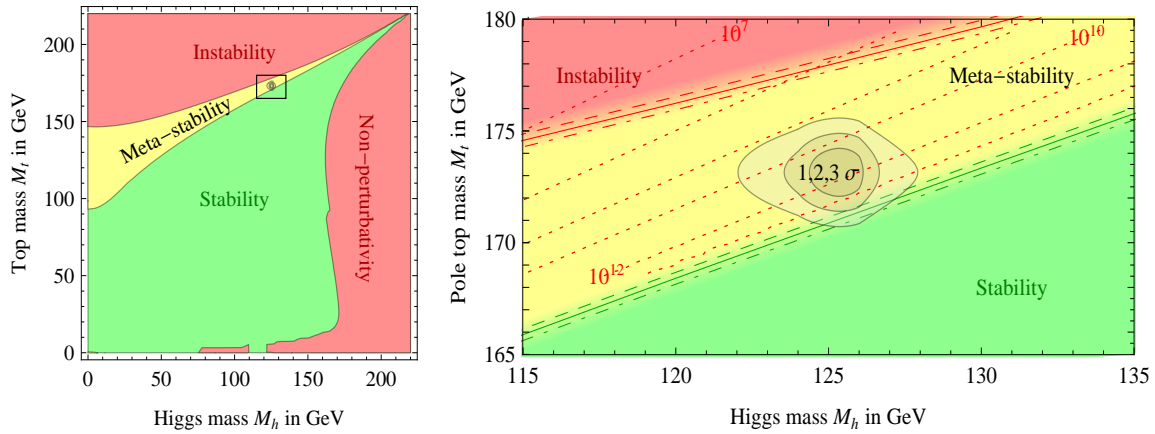 Instability
Meta−stability
Stability
Non−perturbativity
0
50
100
150
200
0
50
100
150
200
Higgs mass M_h in GeV
Top mass M_t in GeV
Instability
10^7
10^10
Meta−stability
1,2,3 σ
10^12
Stability
180
175
170
165
115
120
125
130
135
Higgs mass M_h in GeV
Pole top mass M_t in GeV